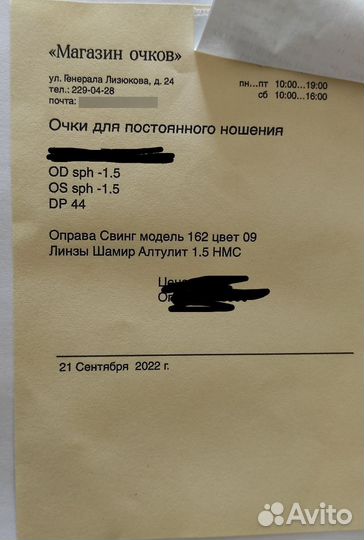 «Магазин очков»
ул. Генерала Лизюкова, д. 24
тел.: 229-04-28
почта:
пн...пт 10:00...19:00
сб 10:00...16:00
Очки для постоянного ношения
OD sph -1.5
OS sph -1.5
DP 44
Оправа Свинг модель 162 цвет 09
Линзы Шамир Алтулит 1.5 HMC
21 Сентября 2022 г.
Avito